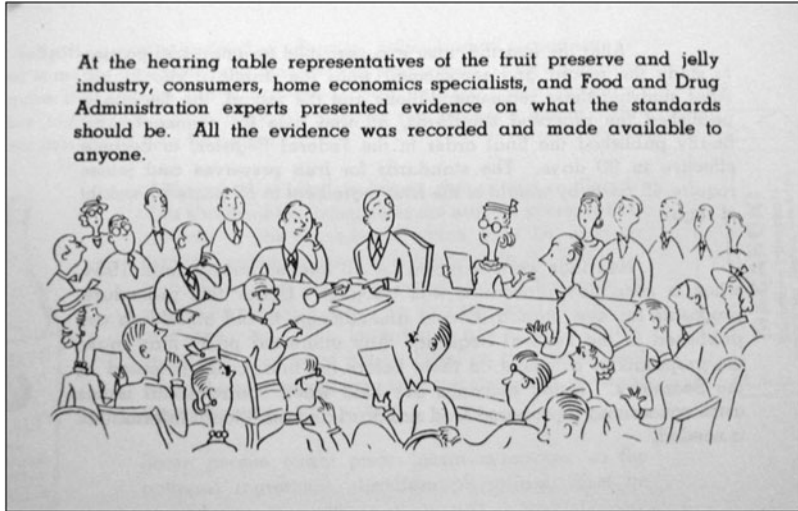 At the hearing table representatives of the fruit preserve and jelly
industry, consumers, home economics specialists, and Food and Drug
Administration experts presented evidence on what the standards
should be. All the evidence was recorded and made available to
anyone.